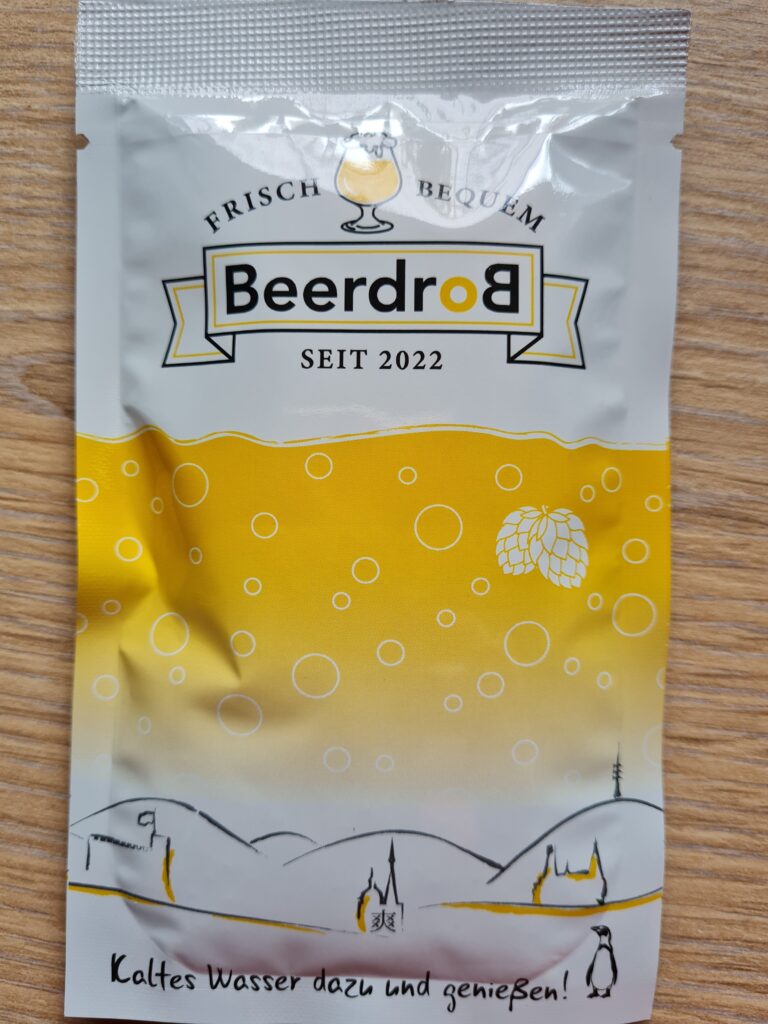 FRISCH BEQUEM
BeerdroB
SEIT 2022
Kaltes Wasser dazu und genießen!